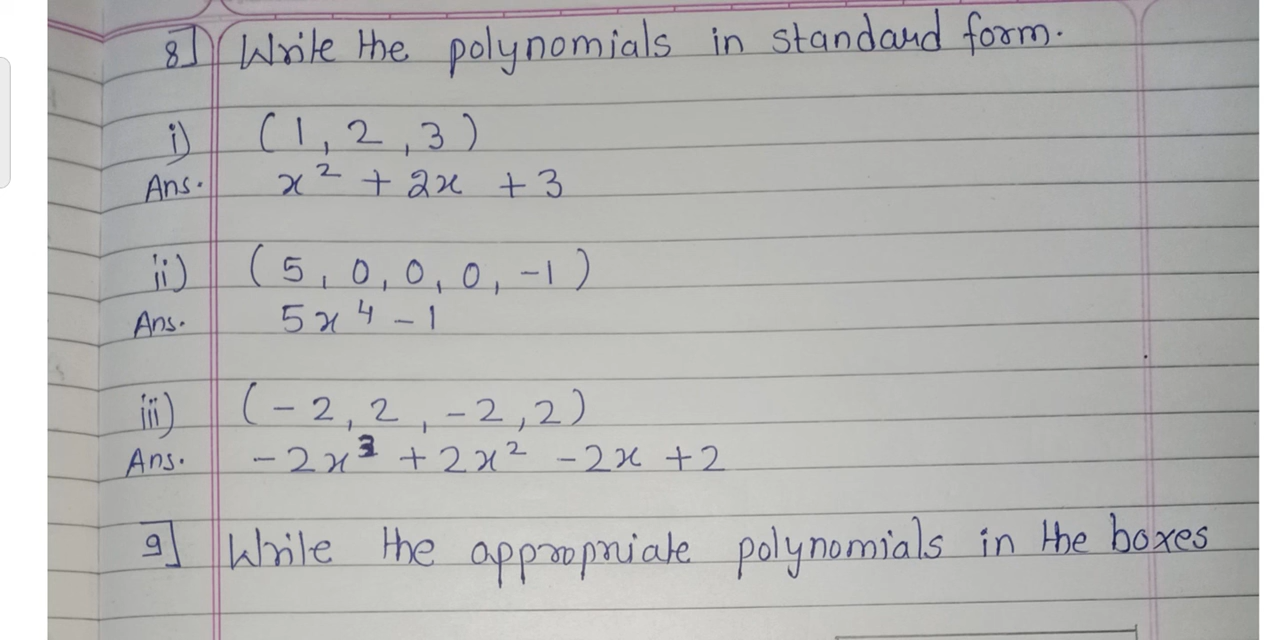 8] Write the polynomials in standard form.
i) (1, 2, 3)
Ans. x² + 2x + 3
ii) (5, 0, 0, 0, -1)
Ans. 5x⁴ - 1
iii) (-2, 2, -2, 2)
Ans. -2x³ + 2x² - 2x + 2
9] Write the appropriate polynomials in the boxes